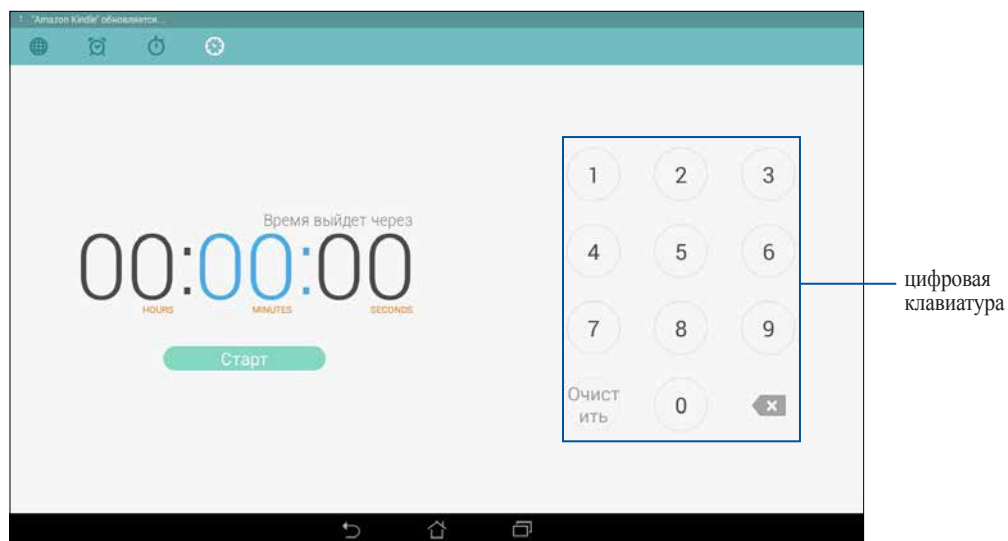 "Amazon Kindle" обновляется...
Время выйдет через
00:00:00
HOURS MINUTES SECONDS
Старт
1 2 3
4 5 6
7 8 9
Очист
ить
0
цифровая
клавиатура